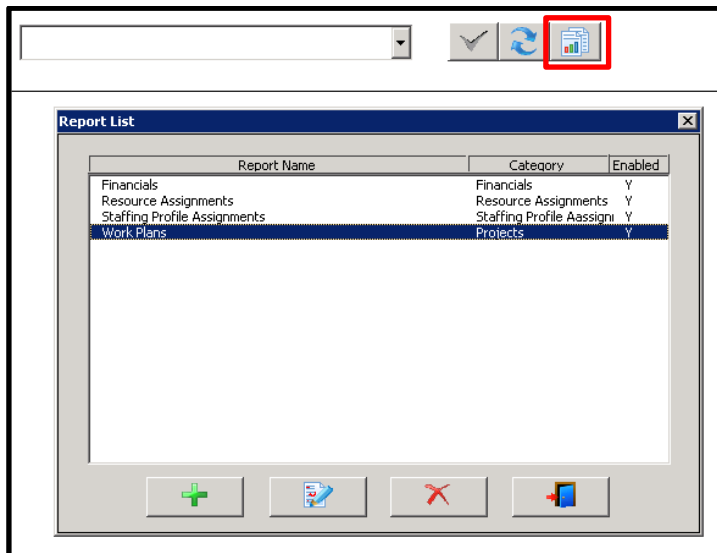 Report List
Report Name Category Enabled
Financials Financials Y
Resource Assignments Resource Assignments Y
Staffing Profile Assignments Staffing Profile Aassigni Y
Work Plans Projects Y